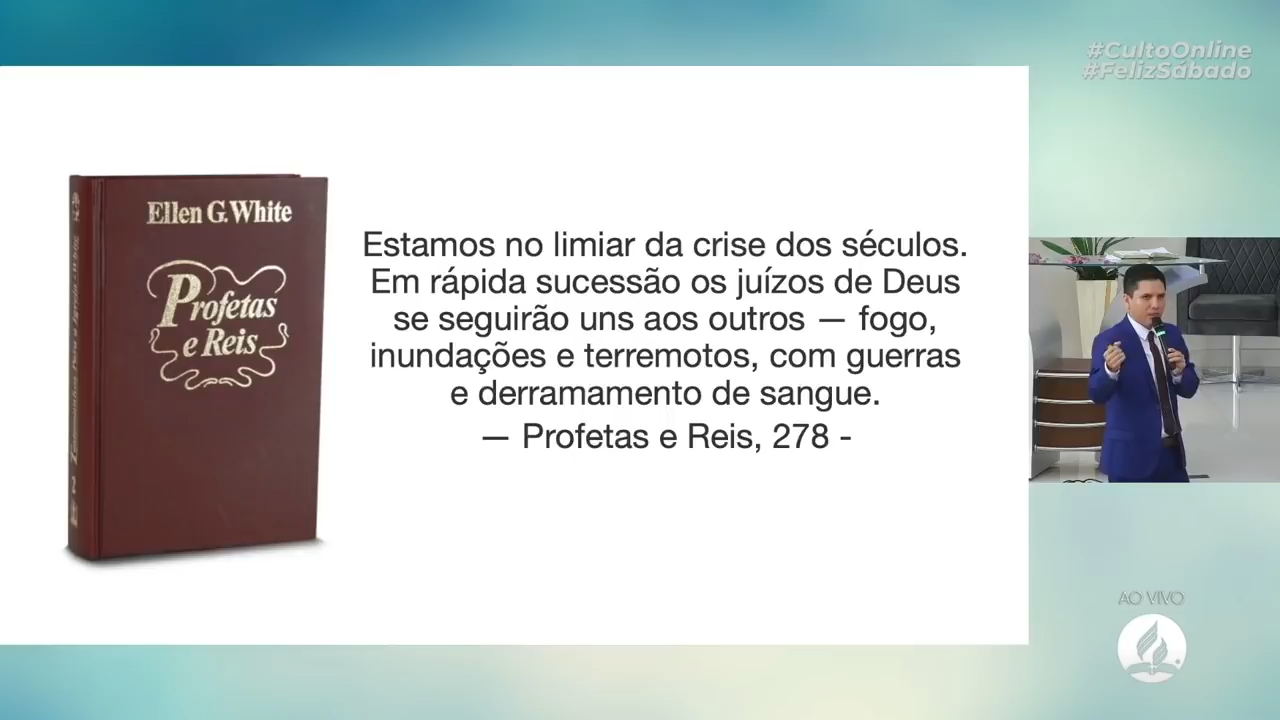 #CultoOnline
#FelizSábado
Ellen G. White
Profetas
e Reis
Estamos no limiar da crise dos séculos.
Em rápida sucessão os juízos de Deus
se seguirão uns aos outros — fogo,
inundações e terremotos, com guerras
e derramamento de sangue.
— Profetas e Reis, 278 -
AO VIVO